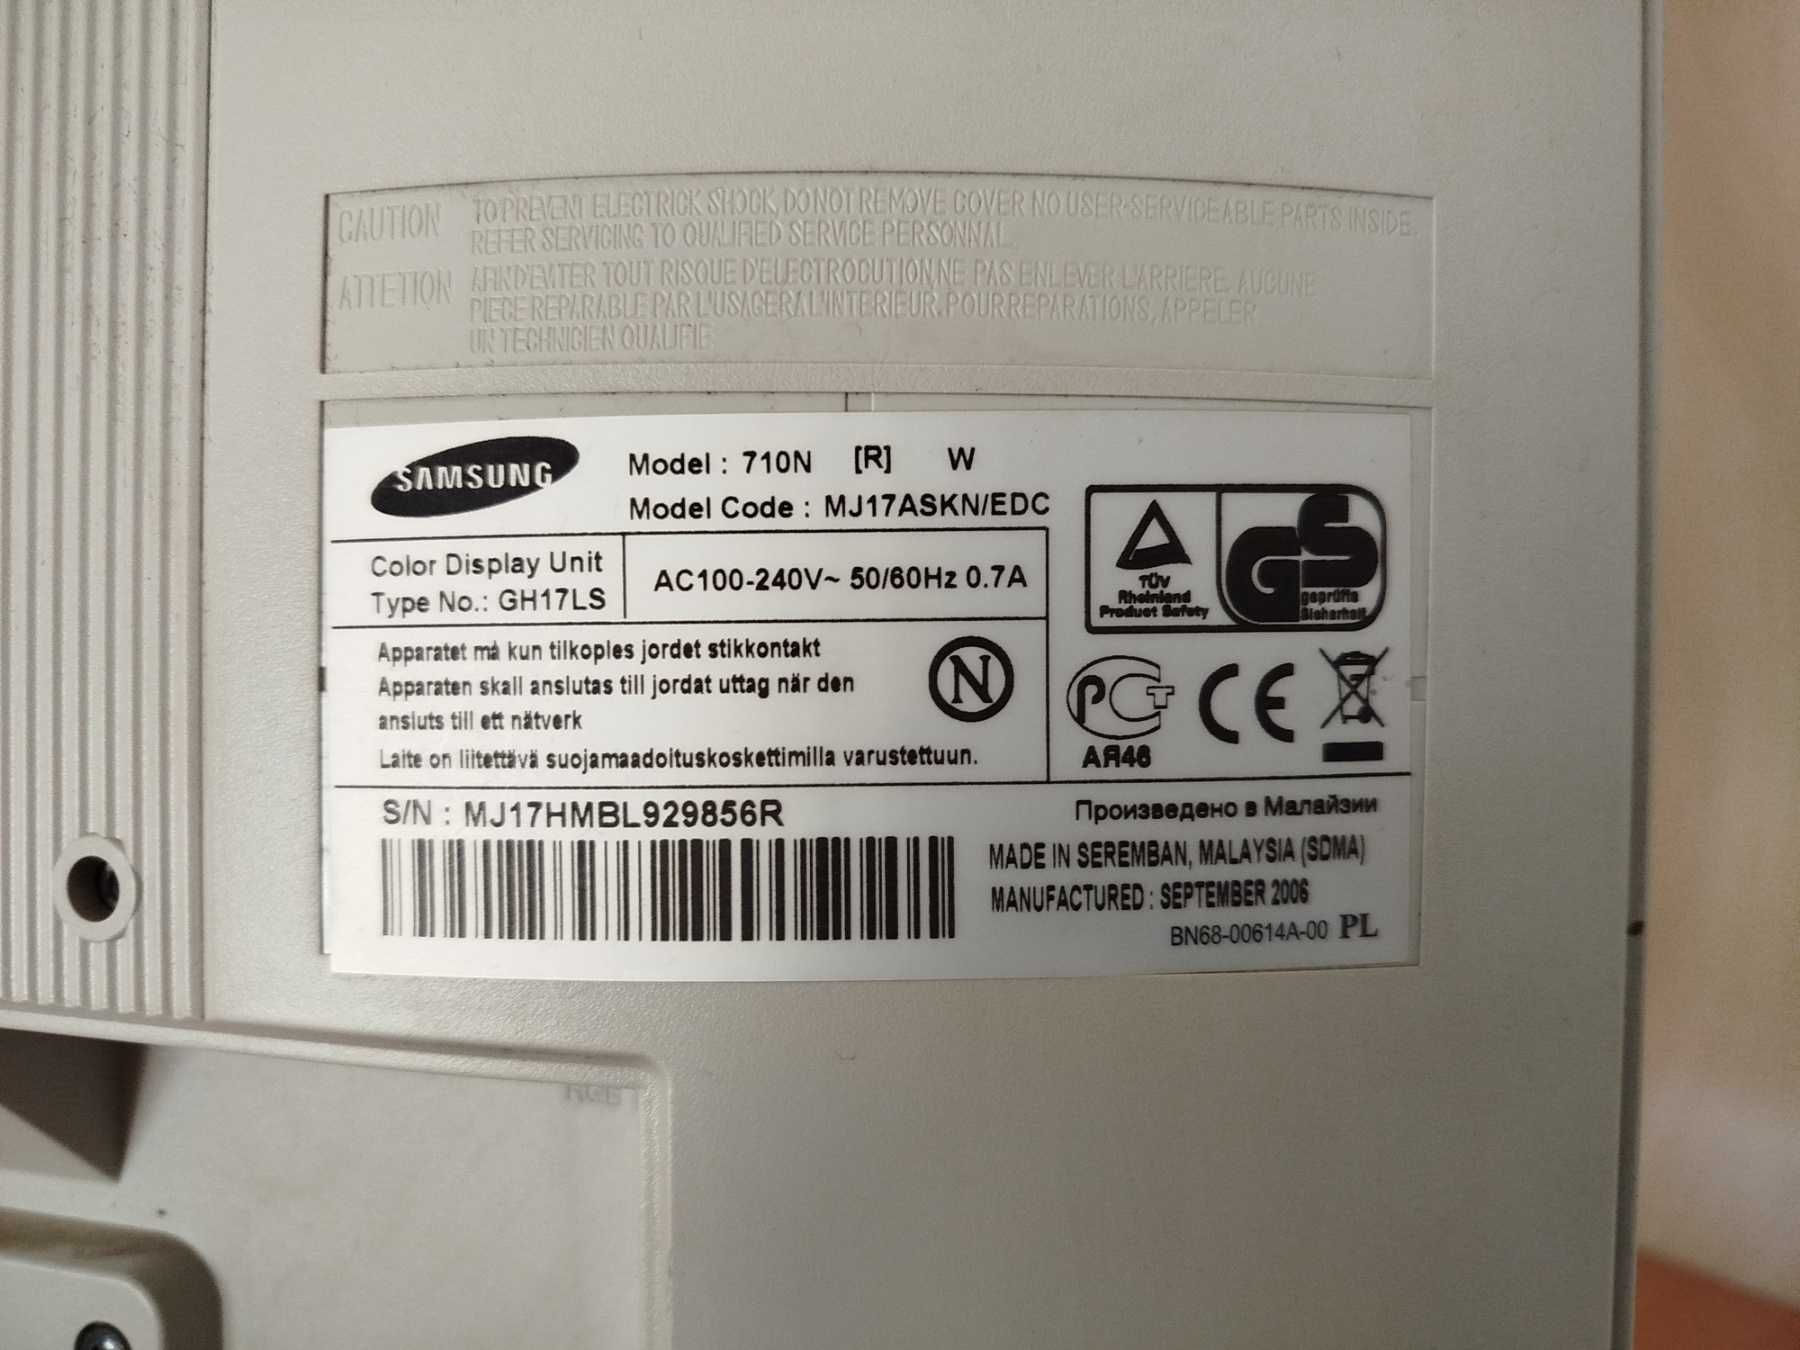 CAUTION TO PREVENT ELECTRICK SHOCK, DO NOT REMOVE COVER NO USER-SERVICEABLE PARTS INSIDE.
REFER SERVICING TO QUALIFIED SERVICE PERSONNAL
ATTETION AFIN D'EVITER TOUT RISQUE D'ELECTROCUTION, NE PAS ENLEVER L'ARRIERE. AUCUNE
PIECE REPARABLE PAR L'USAGER A L'INTERIEUR. POUR REPARATIONS, APPELER
UN TECHNICIEN QUALIFIE
SAMSUNG
Model : 710N [R] W
Model Code : MJ17ASKN/EDC
Color Display Unit
Type No.: GH17LS
AC100-240V~ 50/60Hz 0.7A
TÜV
Rheinland
Product Safety
GS
geprüfte
Sicherheit
Apparatet må kun tilkoples jordet stikkontakt
Apparaten skall anslutas till jordat uttag når den
ansluts till ett nätverk
Laite on liitettävä suojamaadoituskoskettimilla varustettuun.
N
РСТ
АЯ46
CE
S/N : MJ17HMBL929856R
Произведено в Малайзии
MADE IN SEREMBAN, MALAYSIA (SDMA)
MANUFACTURED : SEPTEMBER 2006
BN68-00614A-00 PL
RGB